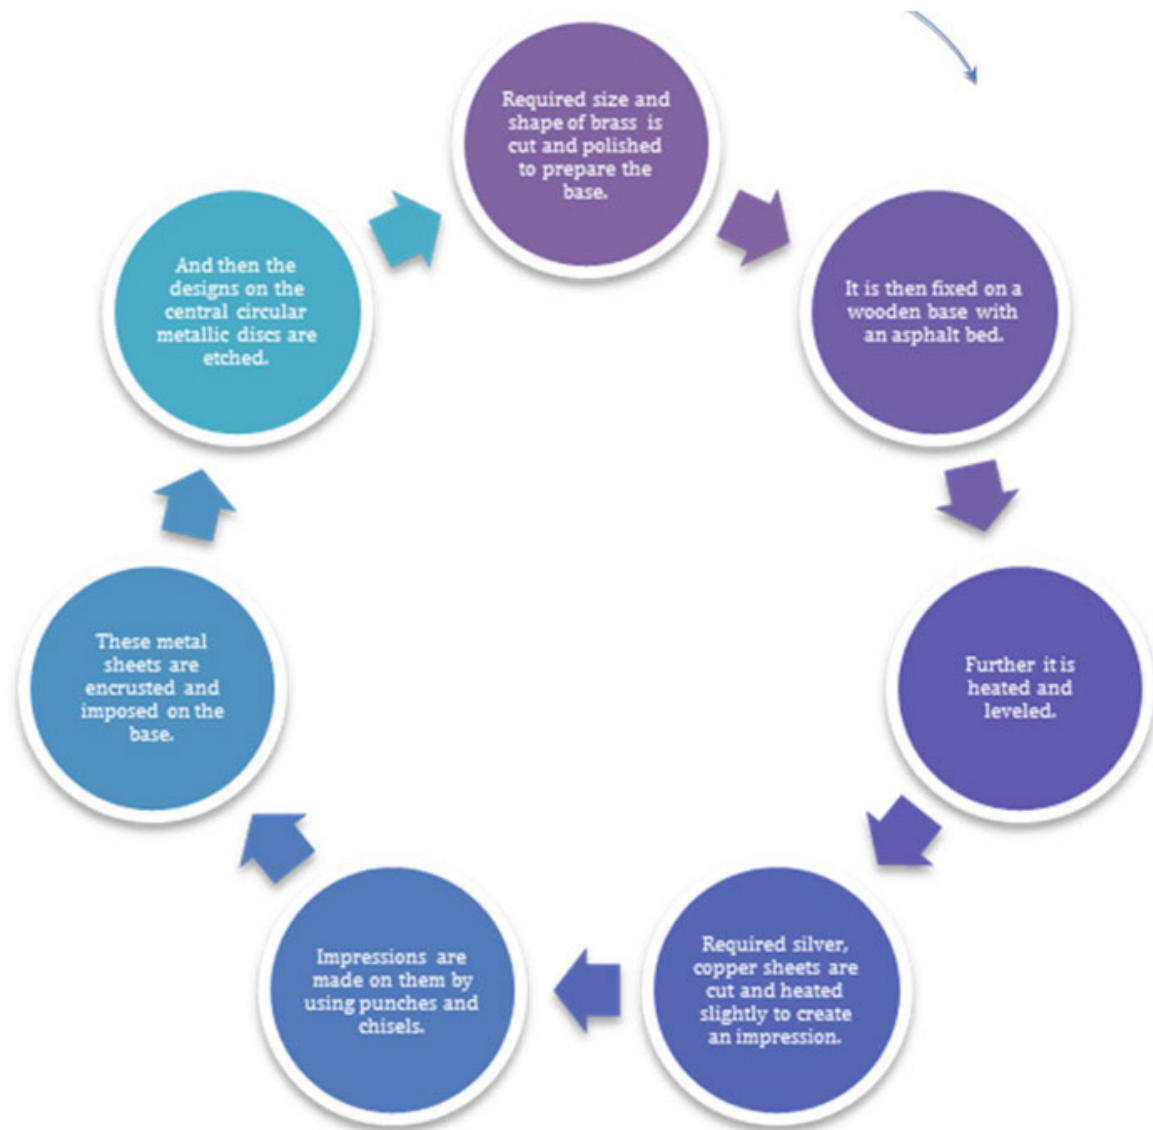 Required size and
shape of brass is
cut and polished
to prepare the
base.
It is then fixed on a
wooden base with
an asphalt bed.
Further it is
heated and
leveled.
Required silver,
copper sheets are
cut and heated
slightly to create
an impression.
Impressions are
made on them by
using punches and
chisels.
These metal
sheets are
encrusted and
imposed on the
base.
And then the
designs on the
central circular
metallic discs are
etched.